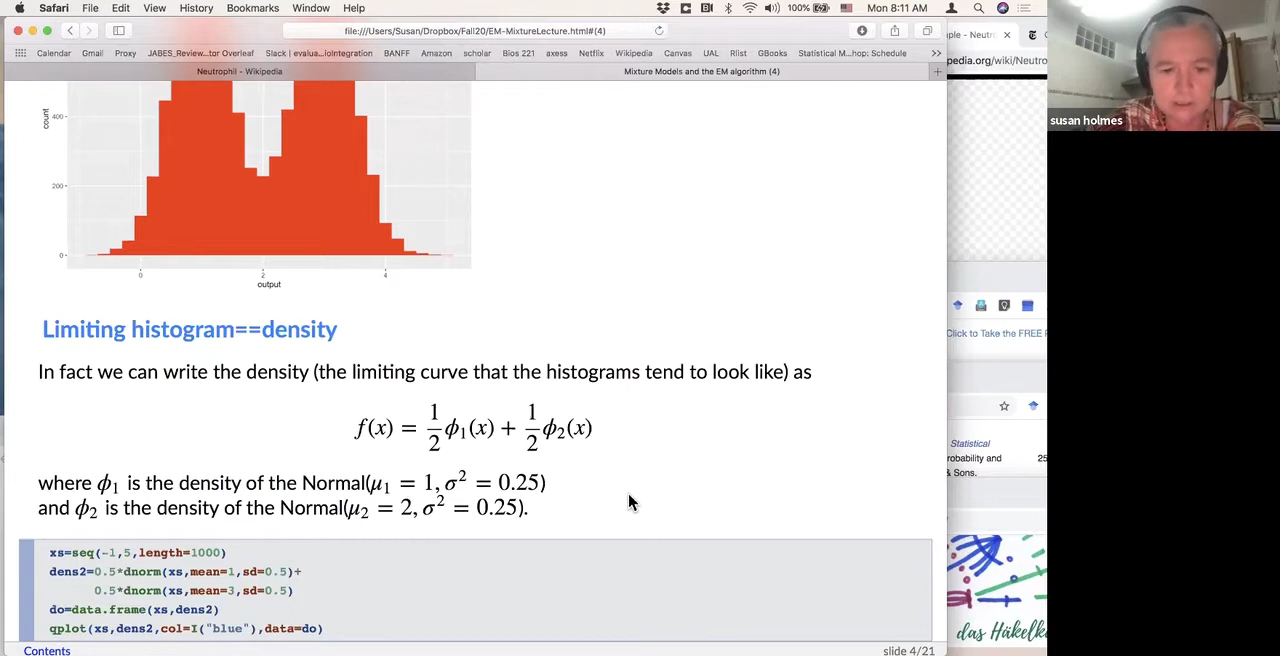 Safari File Edit View History Bookmarks Window Help 100% Mon 8:11 AM
file:///Users/Susan/Dropbox/Fall20/EM-MixtureLecture.html#(4)
Calendar Gmail Proxy JABES_Review...tor Overleaf Slack | evalua...ioIntegration BANFF Amazon scholar Bios 221 axess Netflix Wikipedia Canvas UAL Rlist GBooks Statistical M...hop: Schedule
Neutrophil - Wikipedia
Mixture Models and the EM algorithm (4)
pedia.org/wiki/Neutro
susan holmes
400
count
200
0
0 2 4
output
Limiting histogram==density
In fact we can write the density (the limiting curve that the histograms tend to look like) as
f(x) = 1/2 ϕ1(x) + 1/2 ϕ2(x)
where ϕ1 is the density of the Normal(μ1 = 1, σ² = 0.25)
and ϕ2 is the density of the Normal(μ2 = 2, σ² = 0.25).
xs=seq(-1,5,length=1000)
dens2=0.5*dnorm(xs,mean=1,sd=0.5)+
0.5*dnorm(xs,mean=3,sd=0.5)
do=data.frame(xs,dens2)
qplot(xs,dens2,col=I("blue"),data=do)
Contents
slide 4/21
Click to Take the FREE
Statistical
robability and
25
& Sons.
das Häkelk